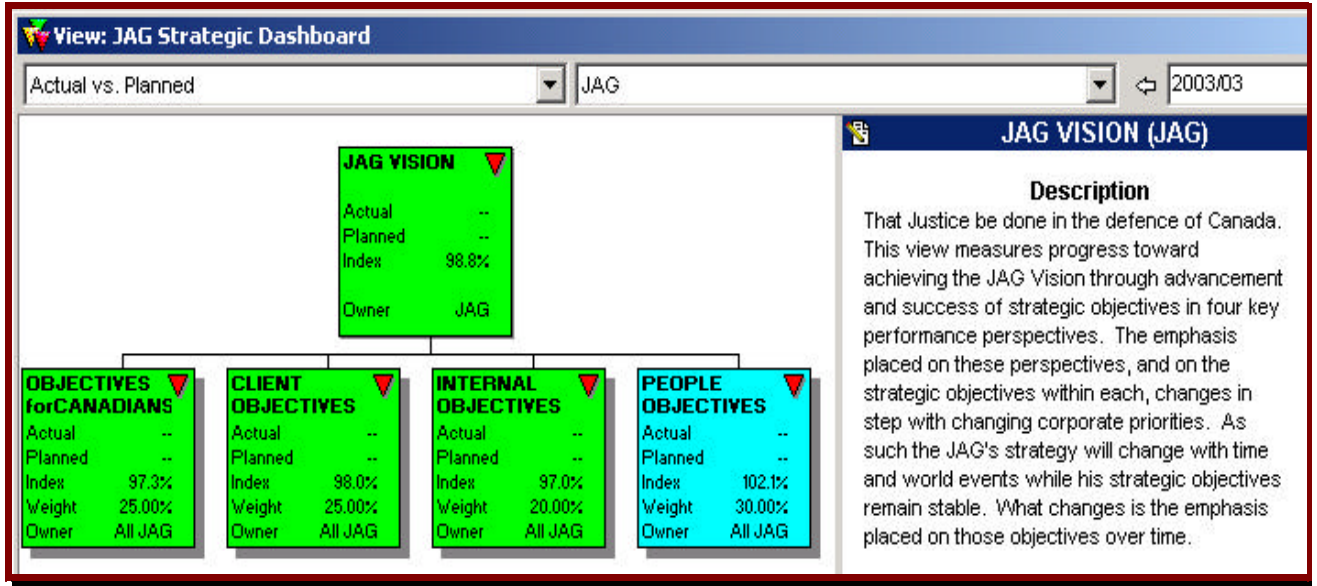 View: JAG Strategic Dashboard
Actual vs. Planned
JAG
2003/03
JAG VISION
Actual --
Planned --
Index 98.8%
Owner JAG
OBJECTIVES
forCANADIANS
Actual --
Planned --
Index 97.3%
Weight 25.00%
Owner All JAG
CLIENT
OBJECTIVES
Actual --
Planned --
Index 98.0%
Weight 25.00%
Owner All JAG
INTERNAL
OBJECTIVES
Actual --
Planned --
Index 97.0%
Weight 20.00%
Owner All JAG
PEOPLE
OBJECTIVES
Actual --
Planned --
Index 102.1%
Weight 30.00%
Owner All JAG
JAG VISION (JAG)
Description
That Justice be done in the defence of Canada.
This view measures progress toward
achieving the JAG Vision through advancement
and success of strategic objectives in four key
performance perspectives. The emphasis
placed on these perspectives, and on the
strategic objectives within each, changes in
step with changing corporate priorities. As
such the JAG's strategy will change with time
and world events while his strategic objectives
remain stable. What changes is the emphasis
placed on those objectives over time.